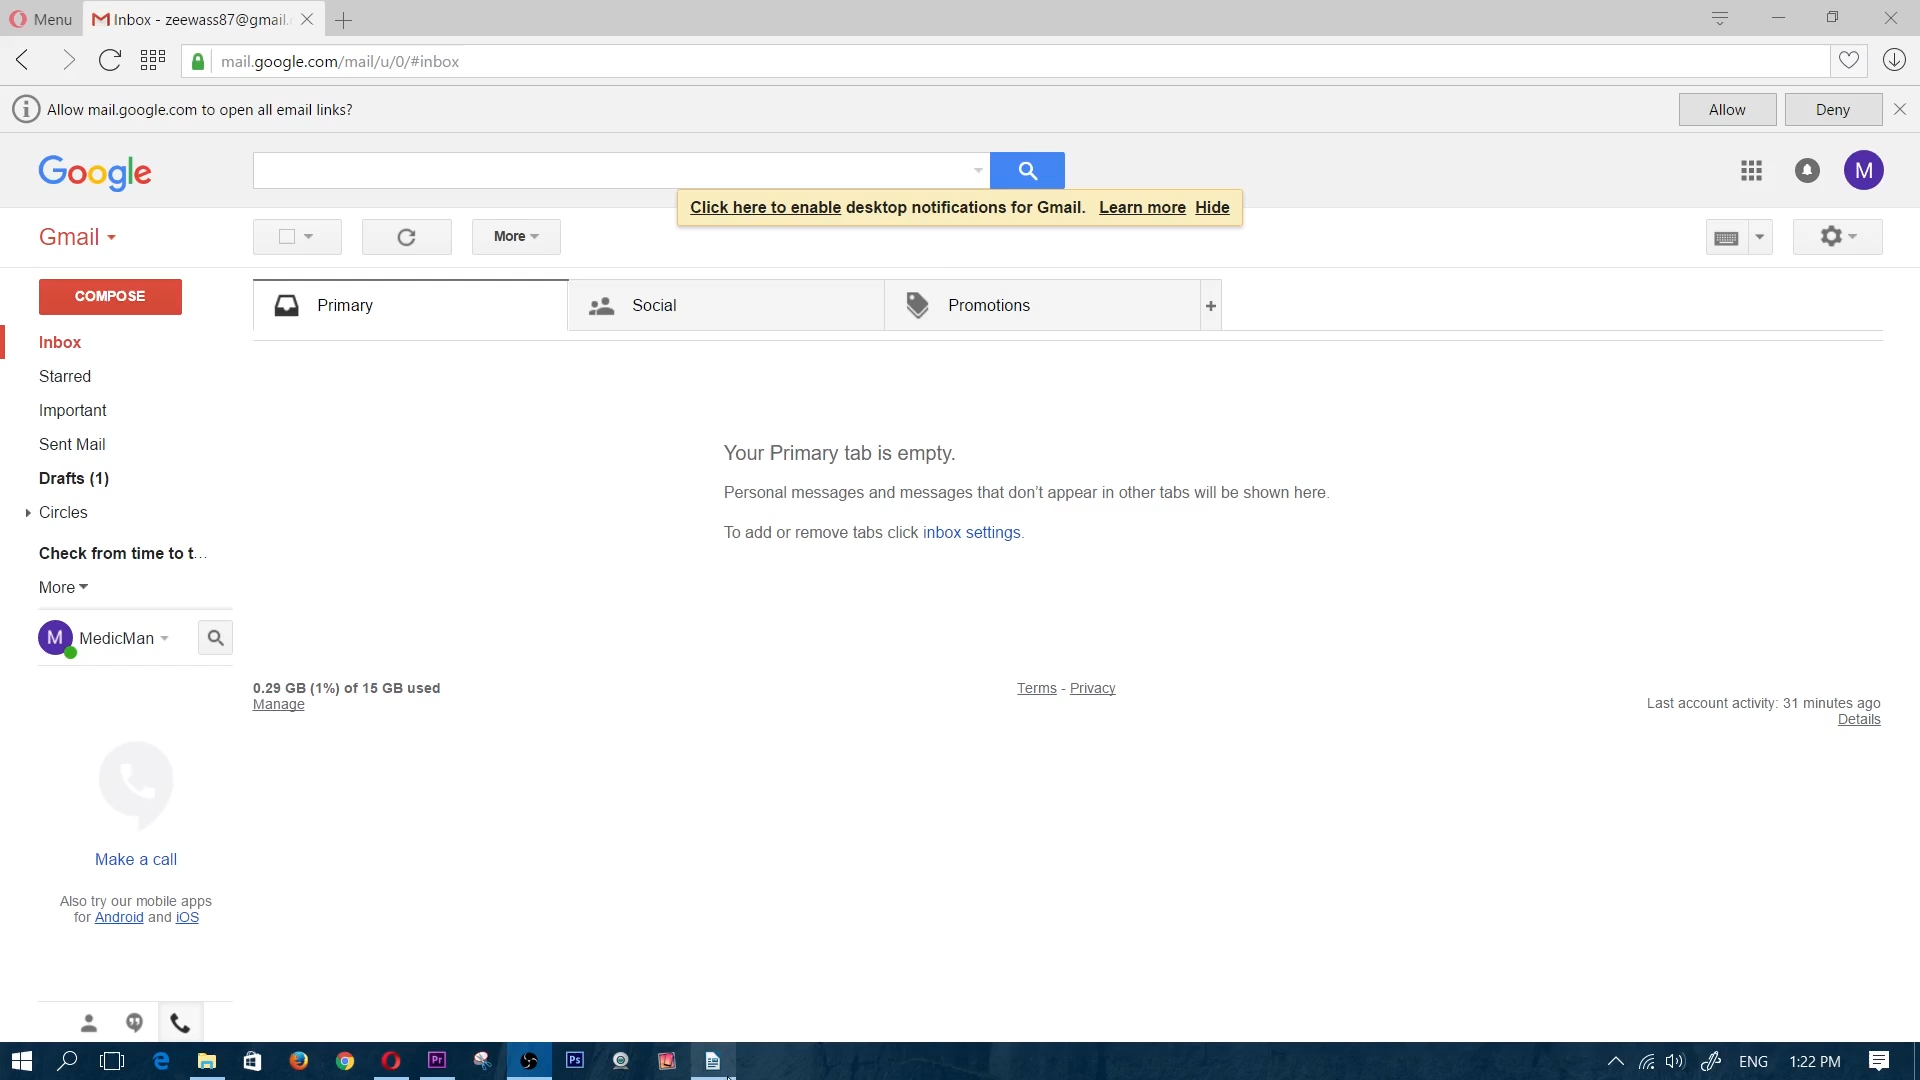 Menu
Inbox - zeewass87@gmail.
mail.google.com/mail/u/0/#inbox
Allow mail.google.com to open all email links?
Allow
Deny
Google
M
Click here to enable desktop notifications for Gmail. Learn more Hide
Gmail
More
COMPOSE
Primary
Social
Promotions
+
Inbox
Starred
Important
Sent Mail
Drafts (1)
Circles
Check from time to t...
More
Your Primary tab is empty.
Personal messages and messages that don't appear in other tabs will be shown here.
To add or remove tabs click inbox settings.
M
MedicMan
0.29 GB (1%) of 15 GB used
Manage
Terms - Privacy
Last account activity: 31 minutes ago
Details
Make a call
Also try our mobile apps
for Android and iOS
Pr
Ps
ENG
1:22 PM